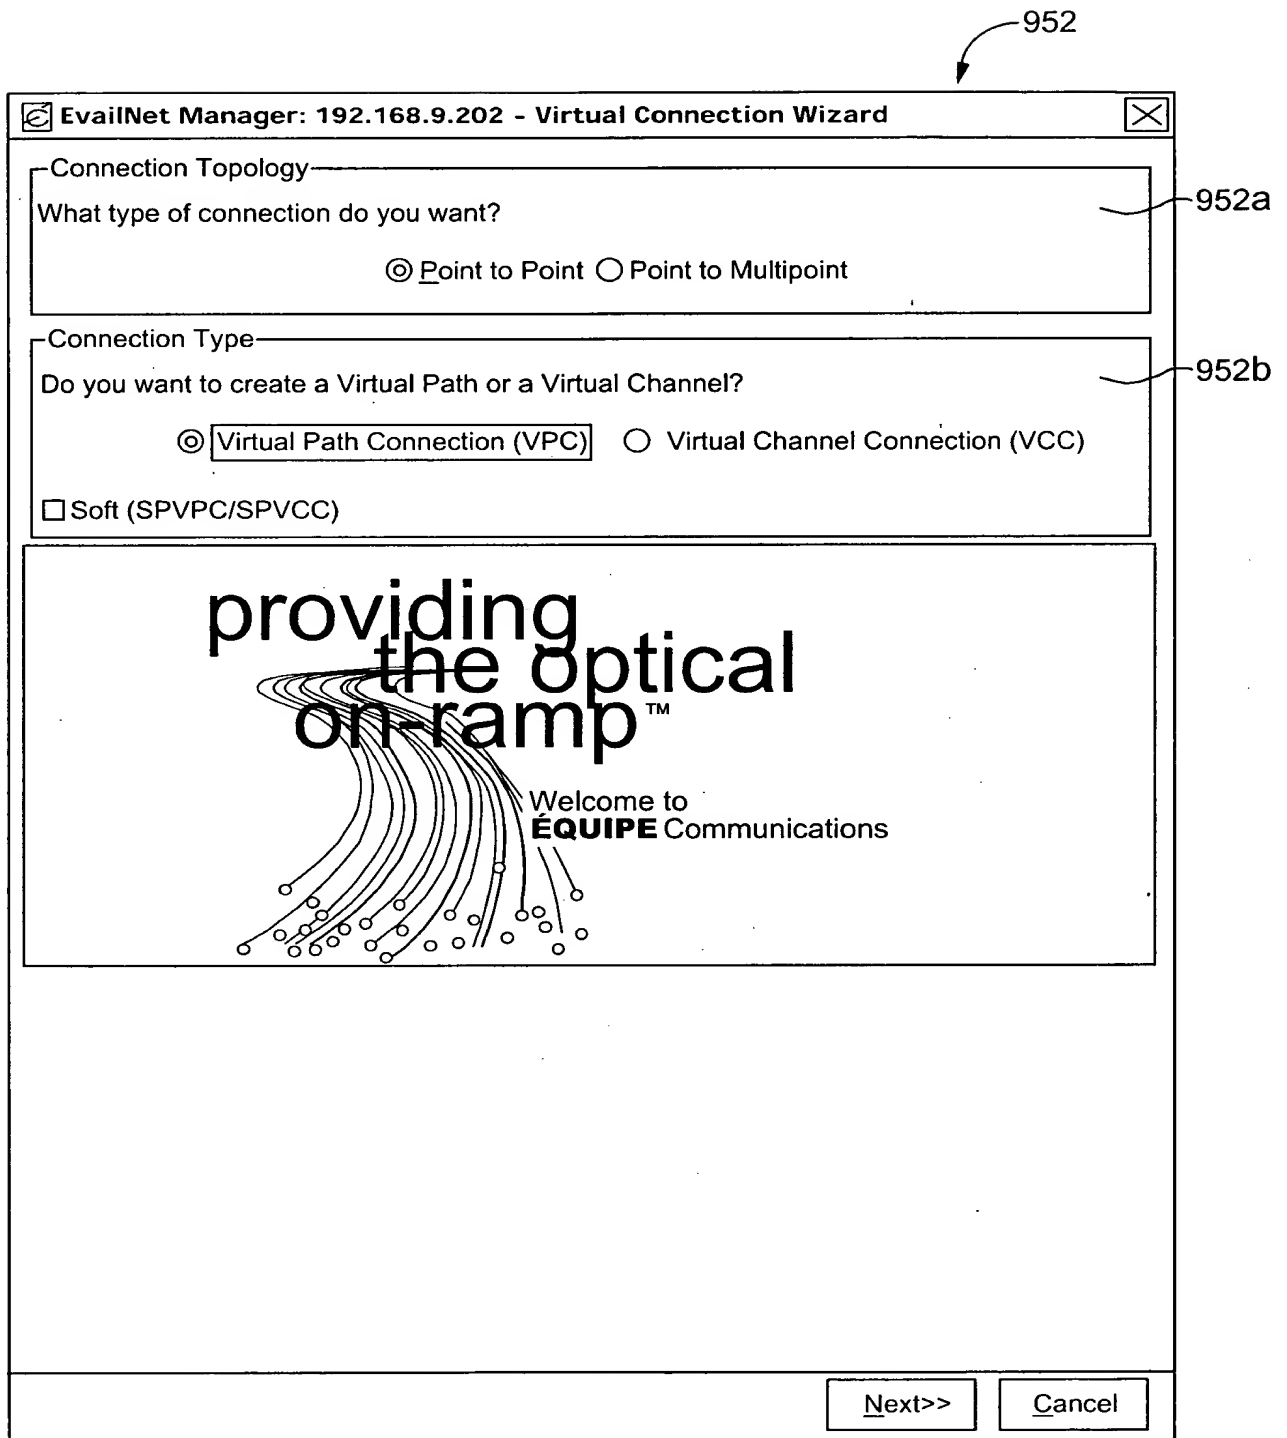 952
EvailNet Manager: 192.168.9.202 - Virtual Connection Wizard
Connection Topology
What type of connection do you want?
952a
Point to Point Point to Multipoint
Connection Type
Do you want to create a Virtual Path or a Virtual Channel?
952b
Virtual Path Connection (VPC) Virtual Channel Connection (VCC)
Soft (SPVPC/SPVCC)
providing
the optical
on-ramp™
Welcome to
ÉQUIPE Communications
Next>> Cancel